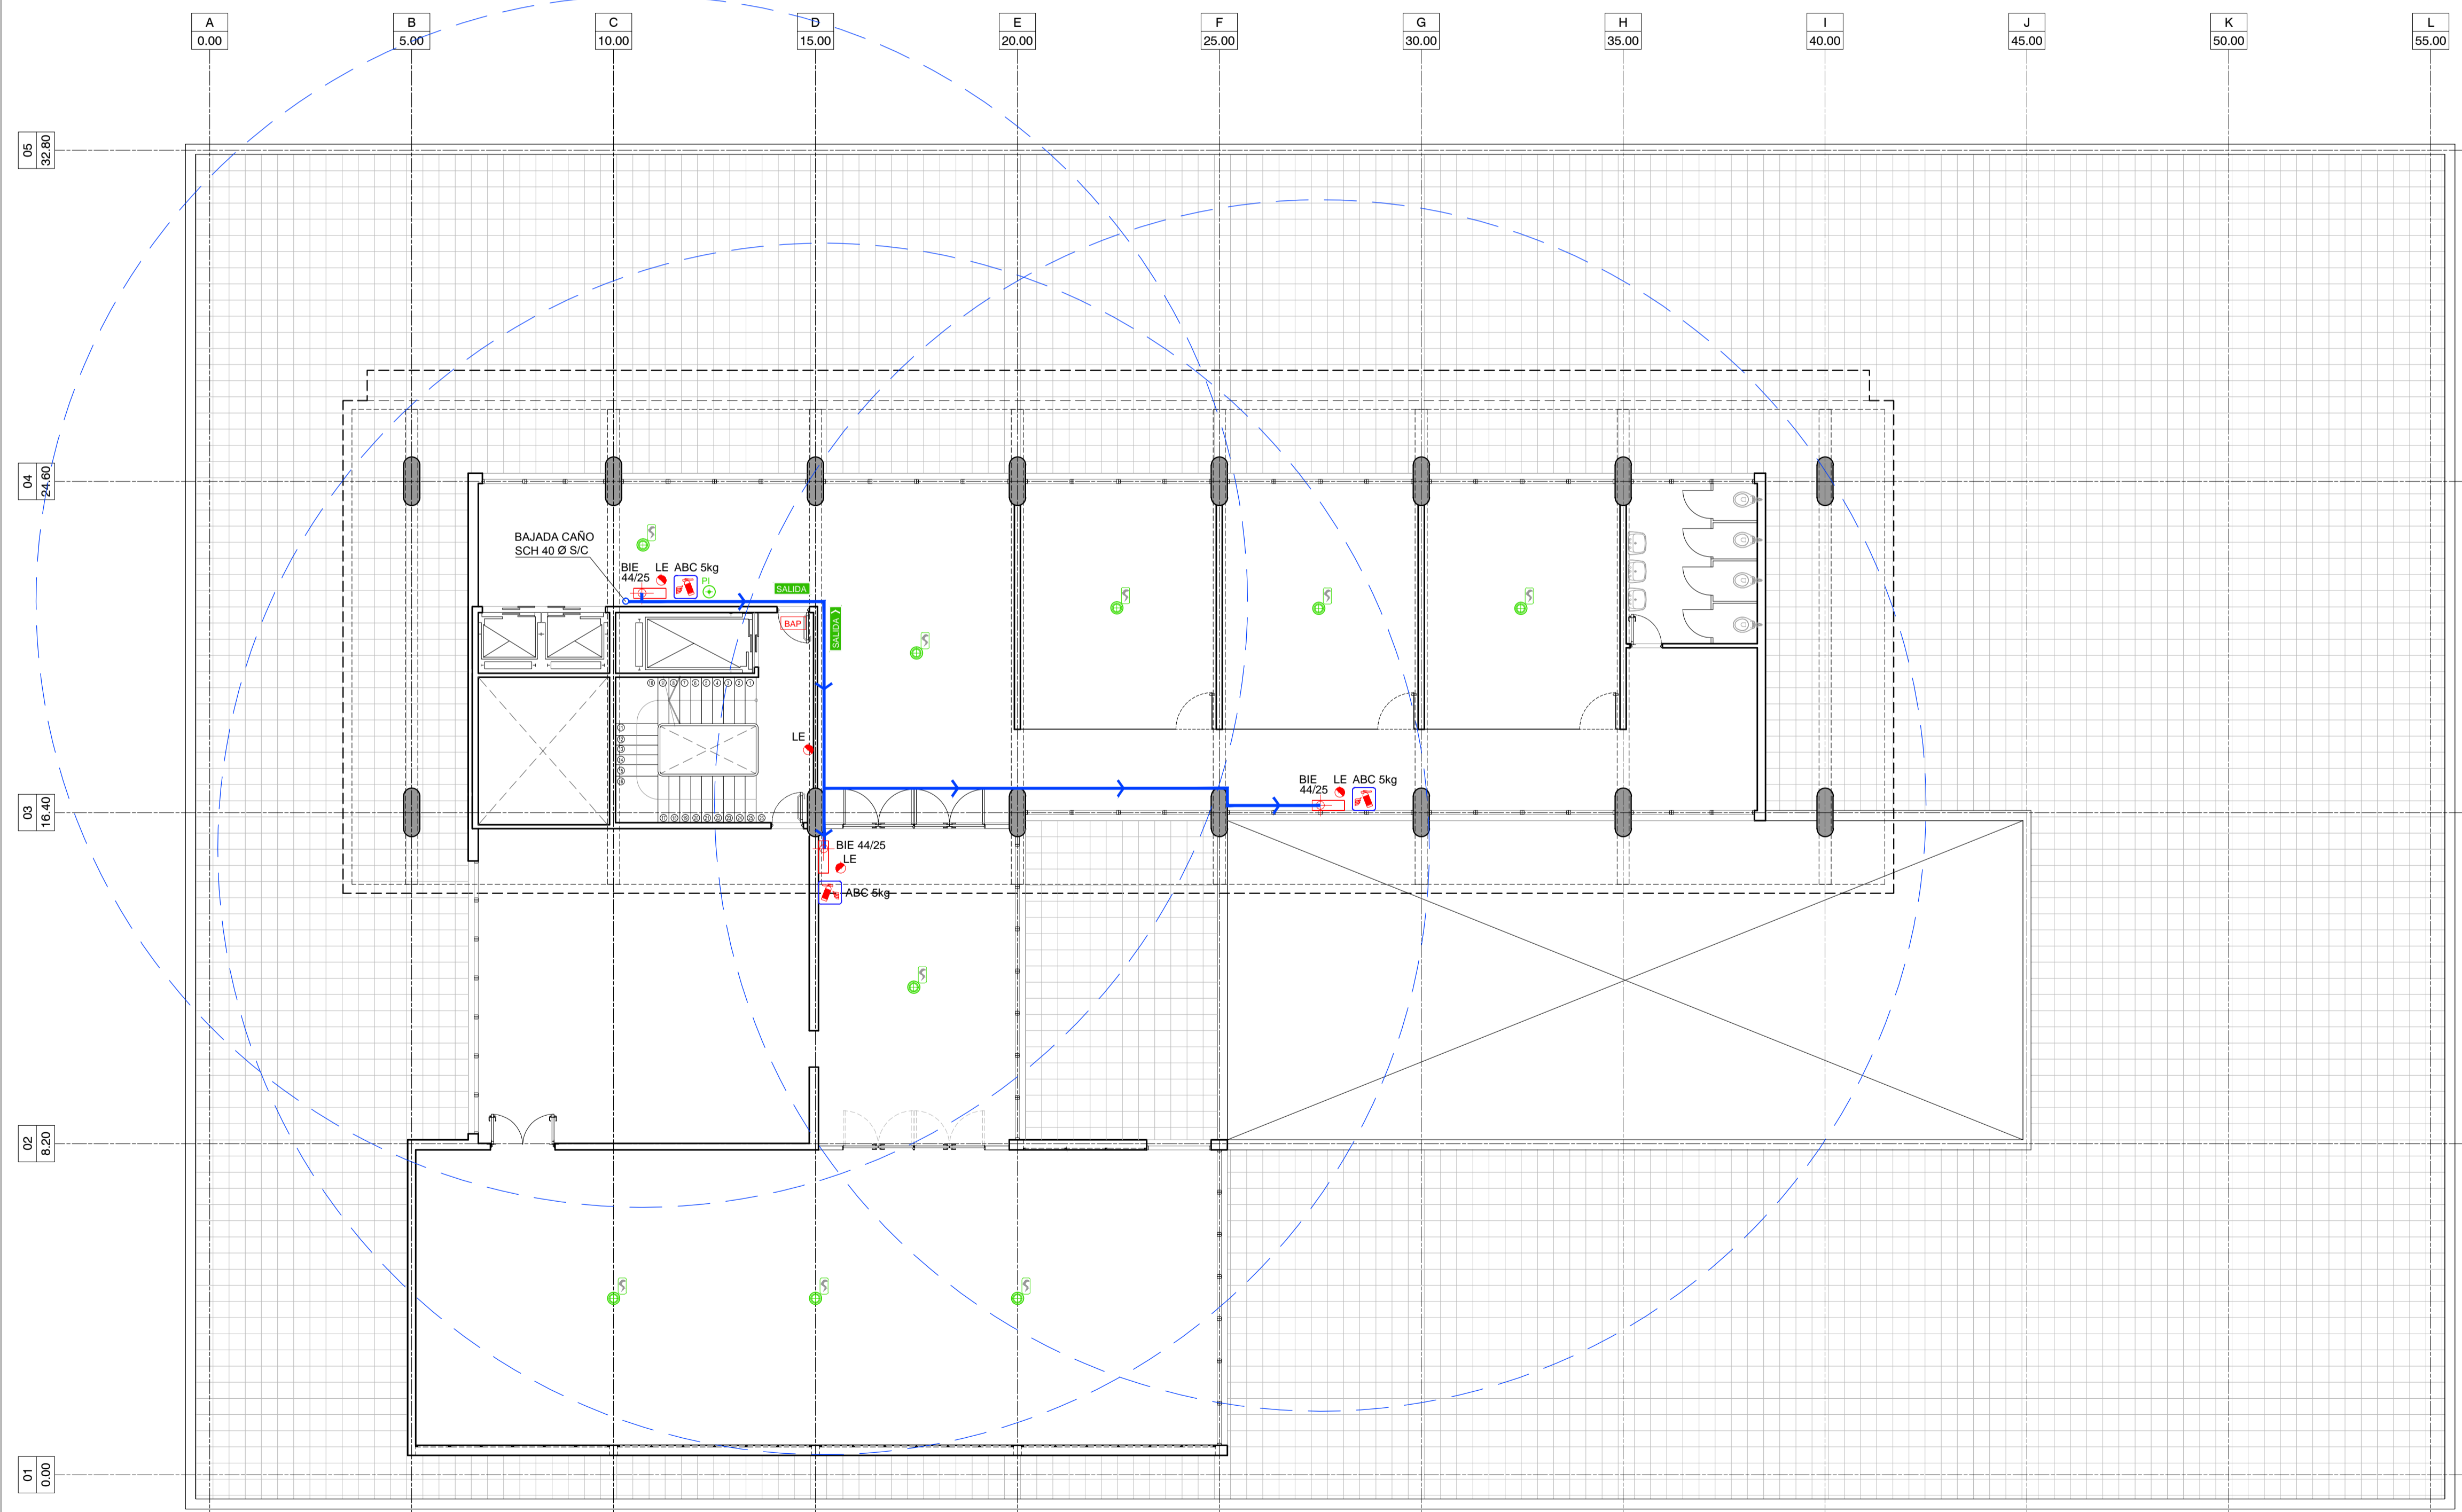 A
0.00
B
5.00
C
10.00
D
15.00
E
20.00
F
25.00
G
30.00
H
35.00
I
40.00
J
45.00
K
50.00
L
55.00
05
32.80
04
24.60
03
16.40
02
8.20
01
0.00
BAJADA CAÑO
SCH 40 Ø S/C
BIE
44/25
LE
ABC 5kg
PI
SALIDA
SALIDA
BAP
LE
BIE
44/25
LE
ABC 5kg
BIE 44/25
LE
ABC 5kg